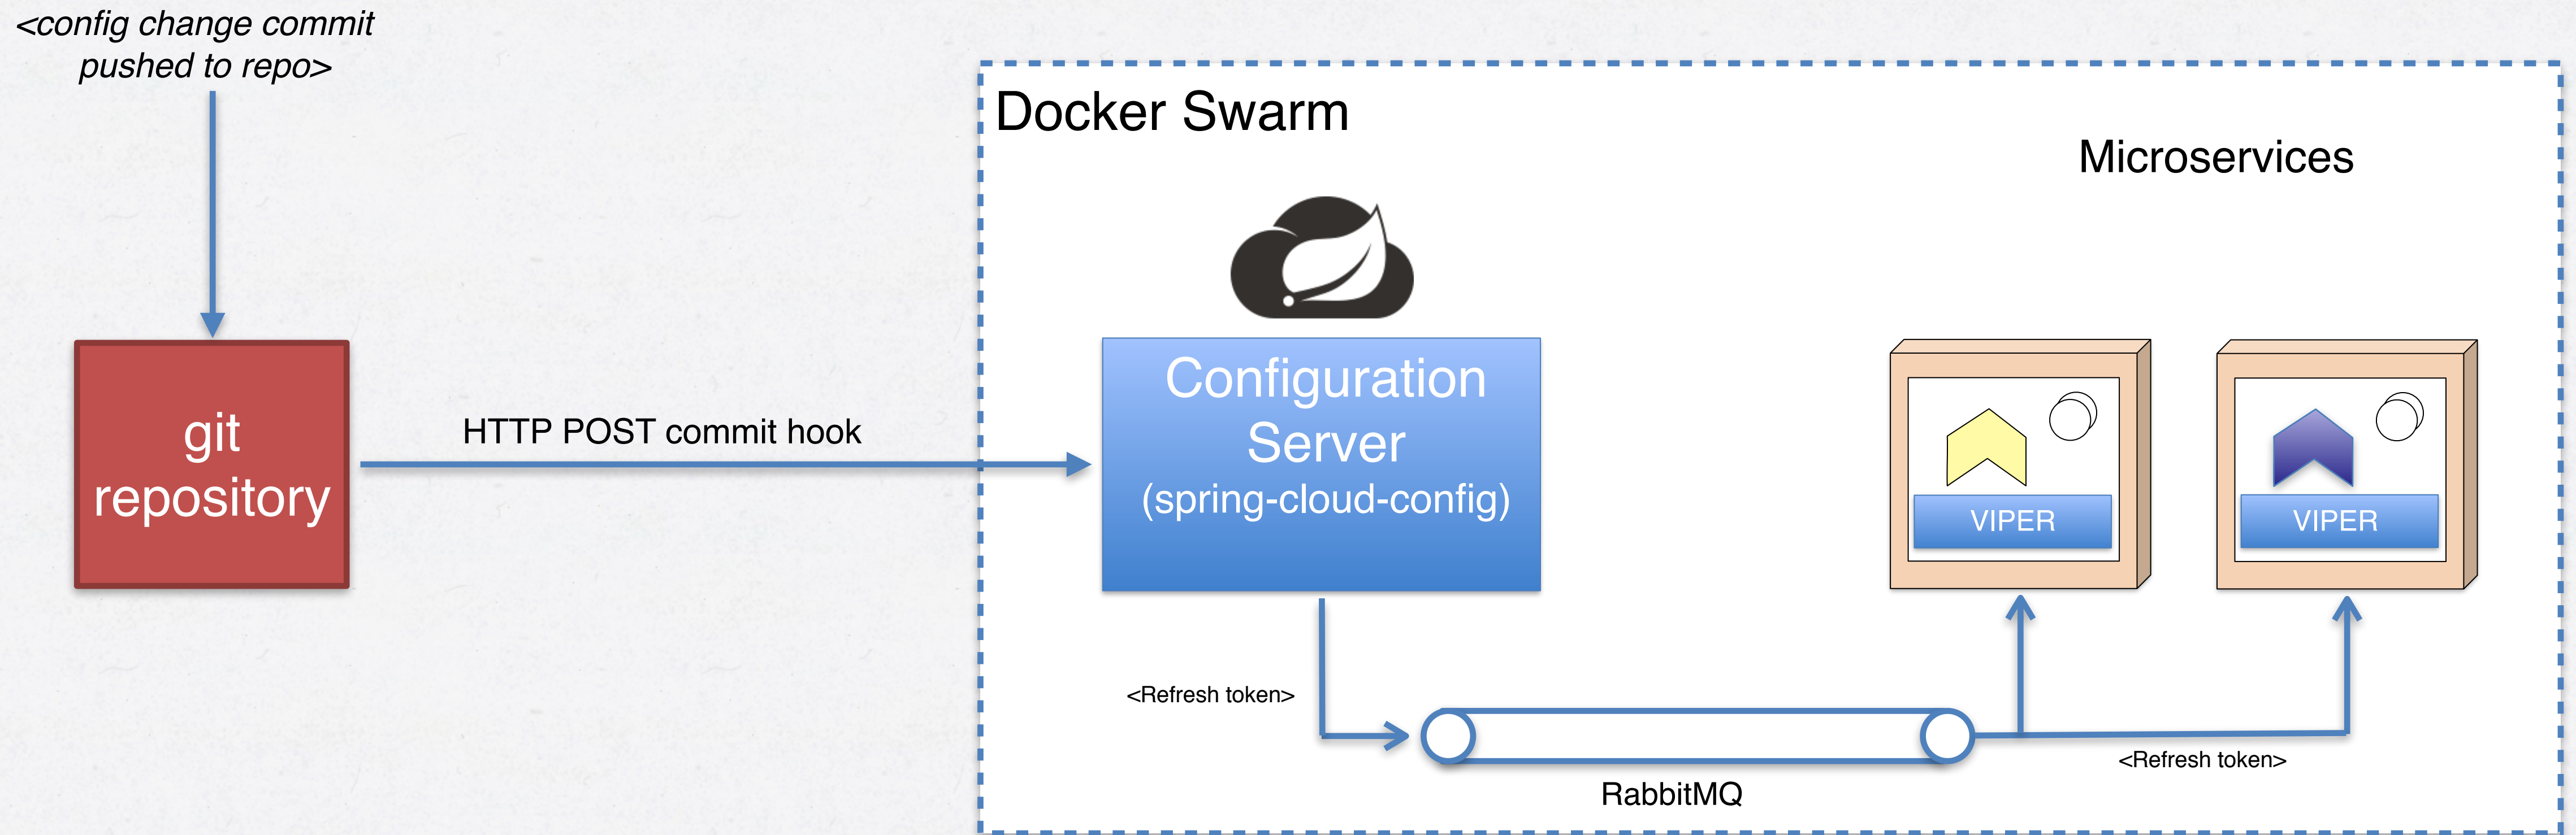 <config change commit
pushed to repo>
Docker Swarm
Microservices
git
repository
HTTP POST commit hook
Configuration
Server
(spring-cloud-config)
VIPER
VIPER
<Refresh token>
<Refresh token>
RabbitMQ